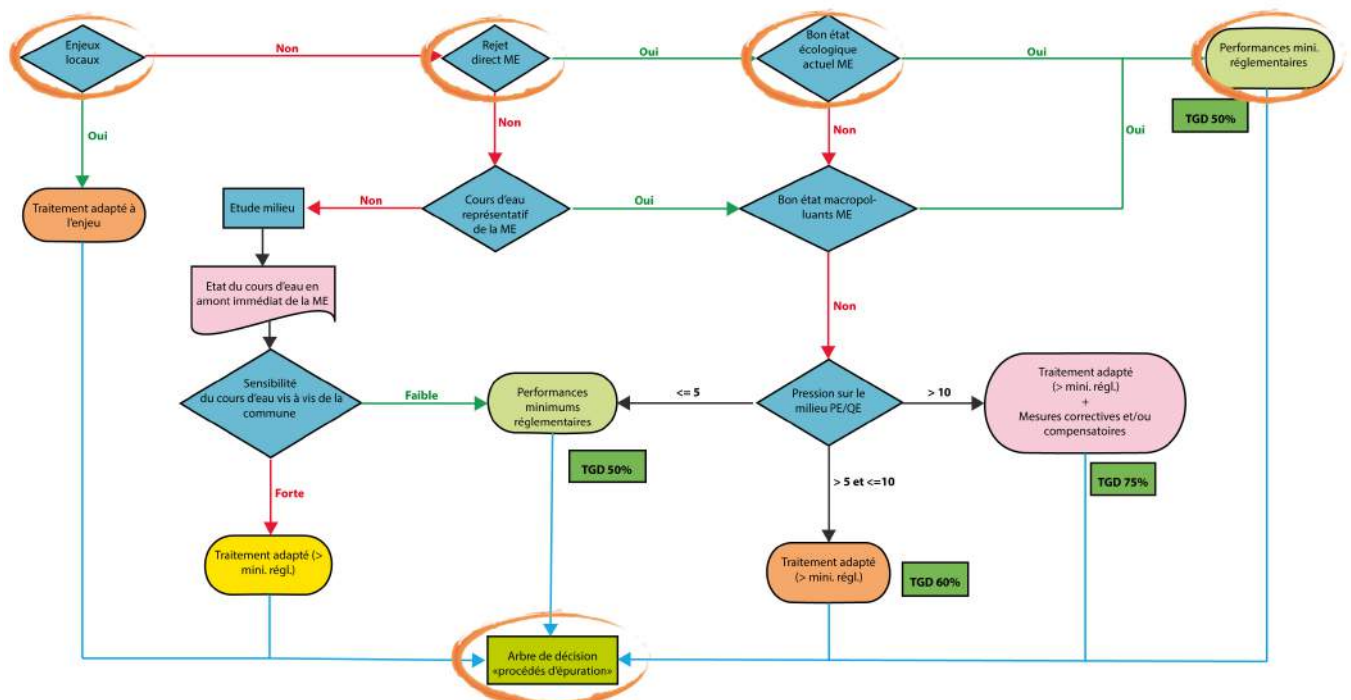 Enjeux
locaux
Non
Rejet
direct ME
Oui
Bon état
écologique
actuel ME
Oui
Performances mini.
réglementaires
TGD 50%
Oui
Non
Non
Oui
Traitement adapté à
l'enjeu
Etude milieu
Non
Cours d'eau
représentatif
de la ME
Oui
Bon état macropol-
luants ME
Etat du cours d'eau en
amont immédiat de la ME
Non
Sensibilité
du cours d'eau vis à vis de la
commune
Faible
Performances
minimums
réglementaires
<= 5
Pression sur le
milieu PE/QE
> 10
Traitement adapté
(> mini. régl.)
+
Mesures correctives et/ou
compensatoires
TGD 50%
TGD 75%
Forte
> 5 et <=10
Traitement adapté (>
mini. régl.)
Traitement adapté
(> mini. régl.)
TGD 60%
Arbre de décision
«procédés d'épuration»